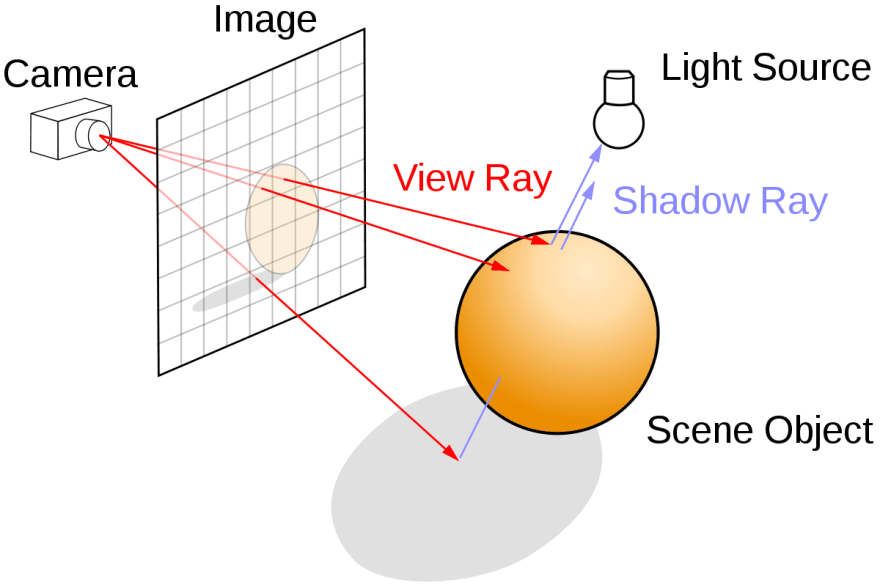 Image
Camera
Light Source
View Ray
Shadow Ray
Scene Object